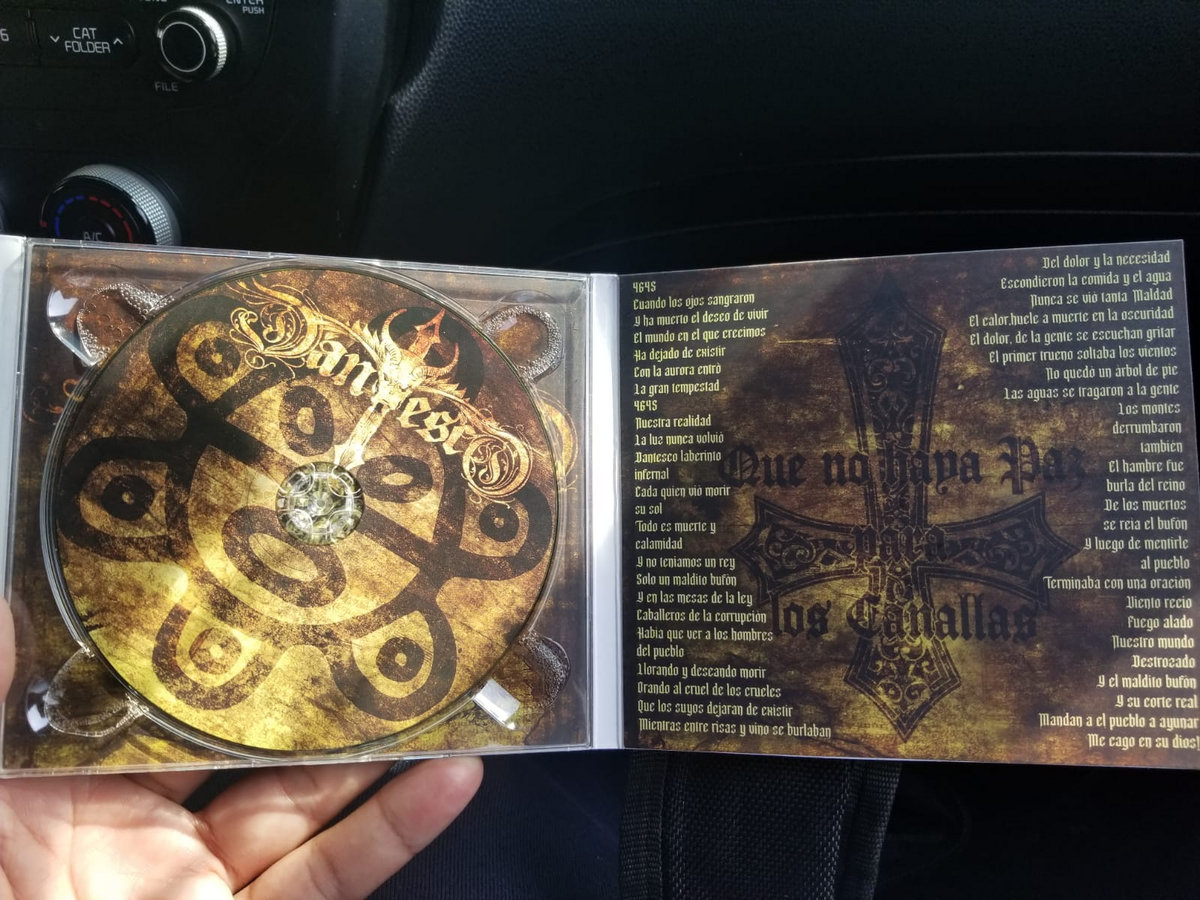 ENTER
PUSH
6
CAT
FOLDER
FILE
A/C
Dantesco
4645
Cuando los ojos sangraron
Y ha muerto el deseo de vivir
El mundo en el que crecimos
Ha dejado de existir
Con la aurora entró
La gran tempestad
4645
Nuestra realidad
La luz nunca volvió
Dantesco laberinto
infernal
Cada quien vió morir
su sol
Todo es muerte y
calamidad
Y no teniamos un rey
Solo un maldito bufón
Y en las mesas de la ley
Caballeros de la corrupción
Habia que ver a los hombres
del pueblo
Llorando y deseando morir
Orando al cruel de los crueles
Que los suyos dejaran de existir
Mientras entre risas y vino se burlaban
Que no haya Paz
para
los Canallas
Del dolor y la necesidad
Escondieron la comida y el agua
Nunca se vió tanta Maldad
El calor,huele a muerte en la oscuridad
El dolor, de la gente se escuchan gritar
El primer trueno soltaba los vientos
No quedó un árbol de pie
Las aguas se tragaron a la gente
Los montes
derrumbaron
también
El hambre fue
burla del reino
De los muertos
se reia el bufón
Y luego de mentirle
al pueblo
Terminaba con una oración
Viento recio
Fuego alado
Nuestro mundo
Destrozado
Y el maldito bufón
Y su corte real
Mandan a el pueblo a ayunar
Me cago en su dios!